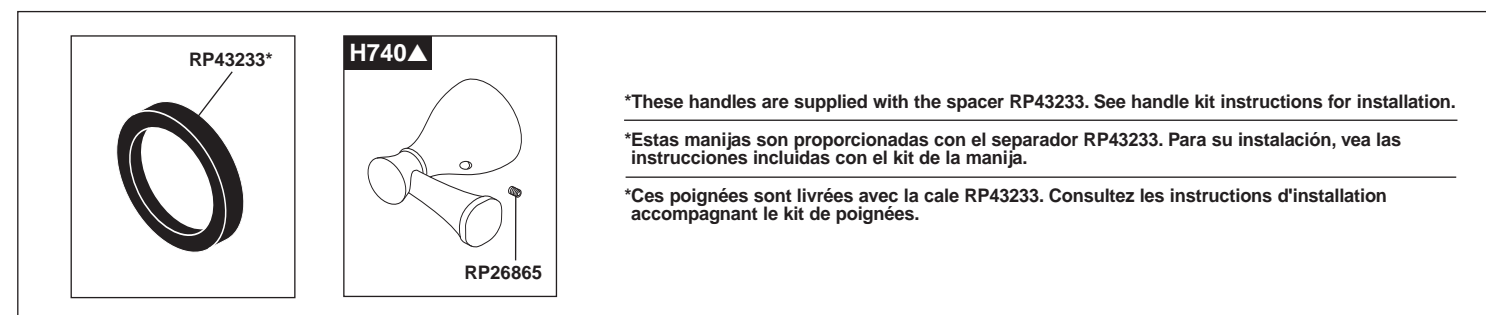 RP43233*
H740▲
RP26865
*These handles are supplied with the spacer RP43233. See handle kit instructions for installation.
*Estas manijas son proporcionadas con el separador RP43233. Para su instalación, vea las
instrucciones incluidas con el kit de la manija.
*Ces poignées sont livrées avec la cale RP43233. Consultez les instructions d'installation
accompagnant le kit de poignées.